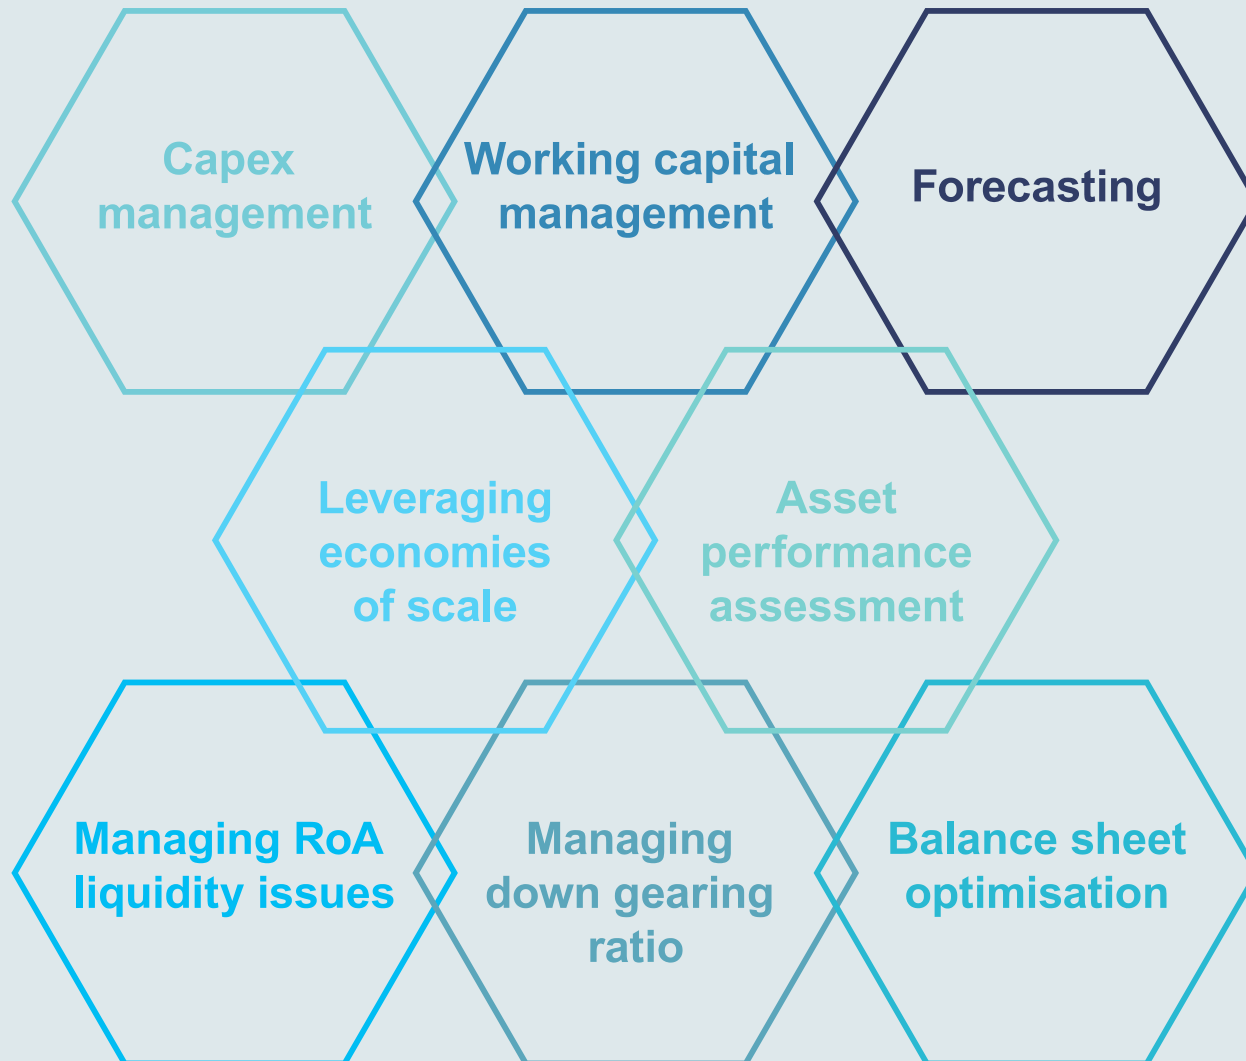 Capex
management
Working capital
management
Forecasting
Leveraging
economies
of scale
Asset
performance
assessment
Managing RoA
liquidity issues
Managing
down gearing
ratio
Balance sheet
optimisation